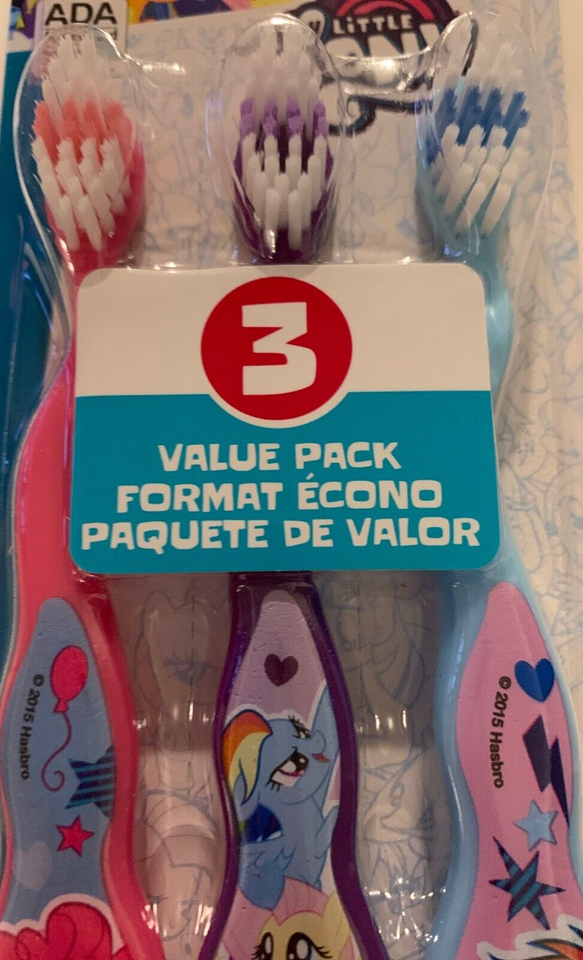 ADA
LITTLE
3
VALUE PACK
FORMAT ÉCONO
PAQUETE DE VALOR
© 2015 Hasbro
© 2015 Hasbro